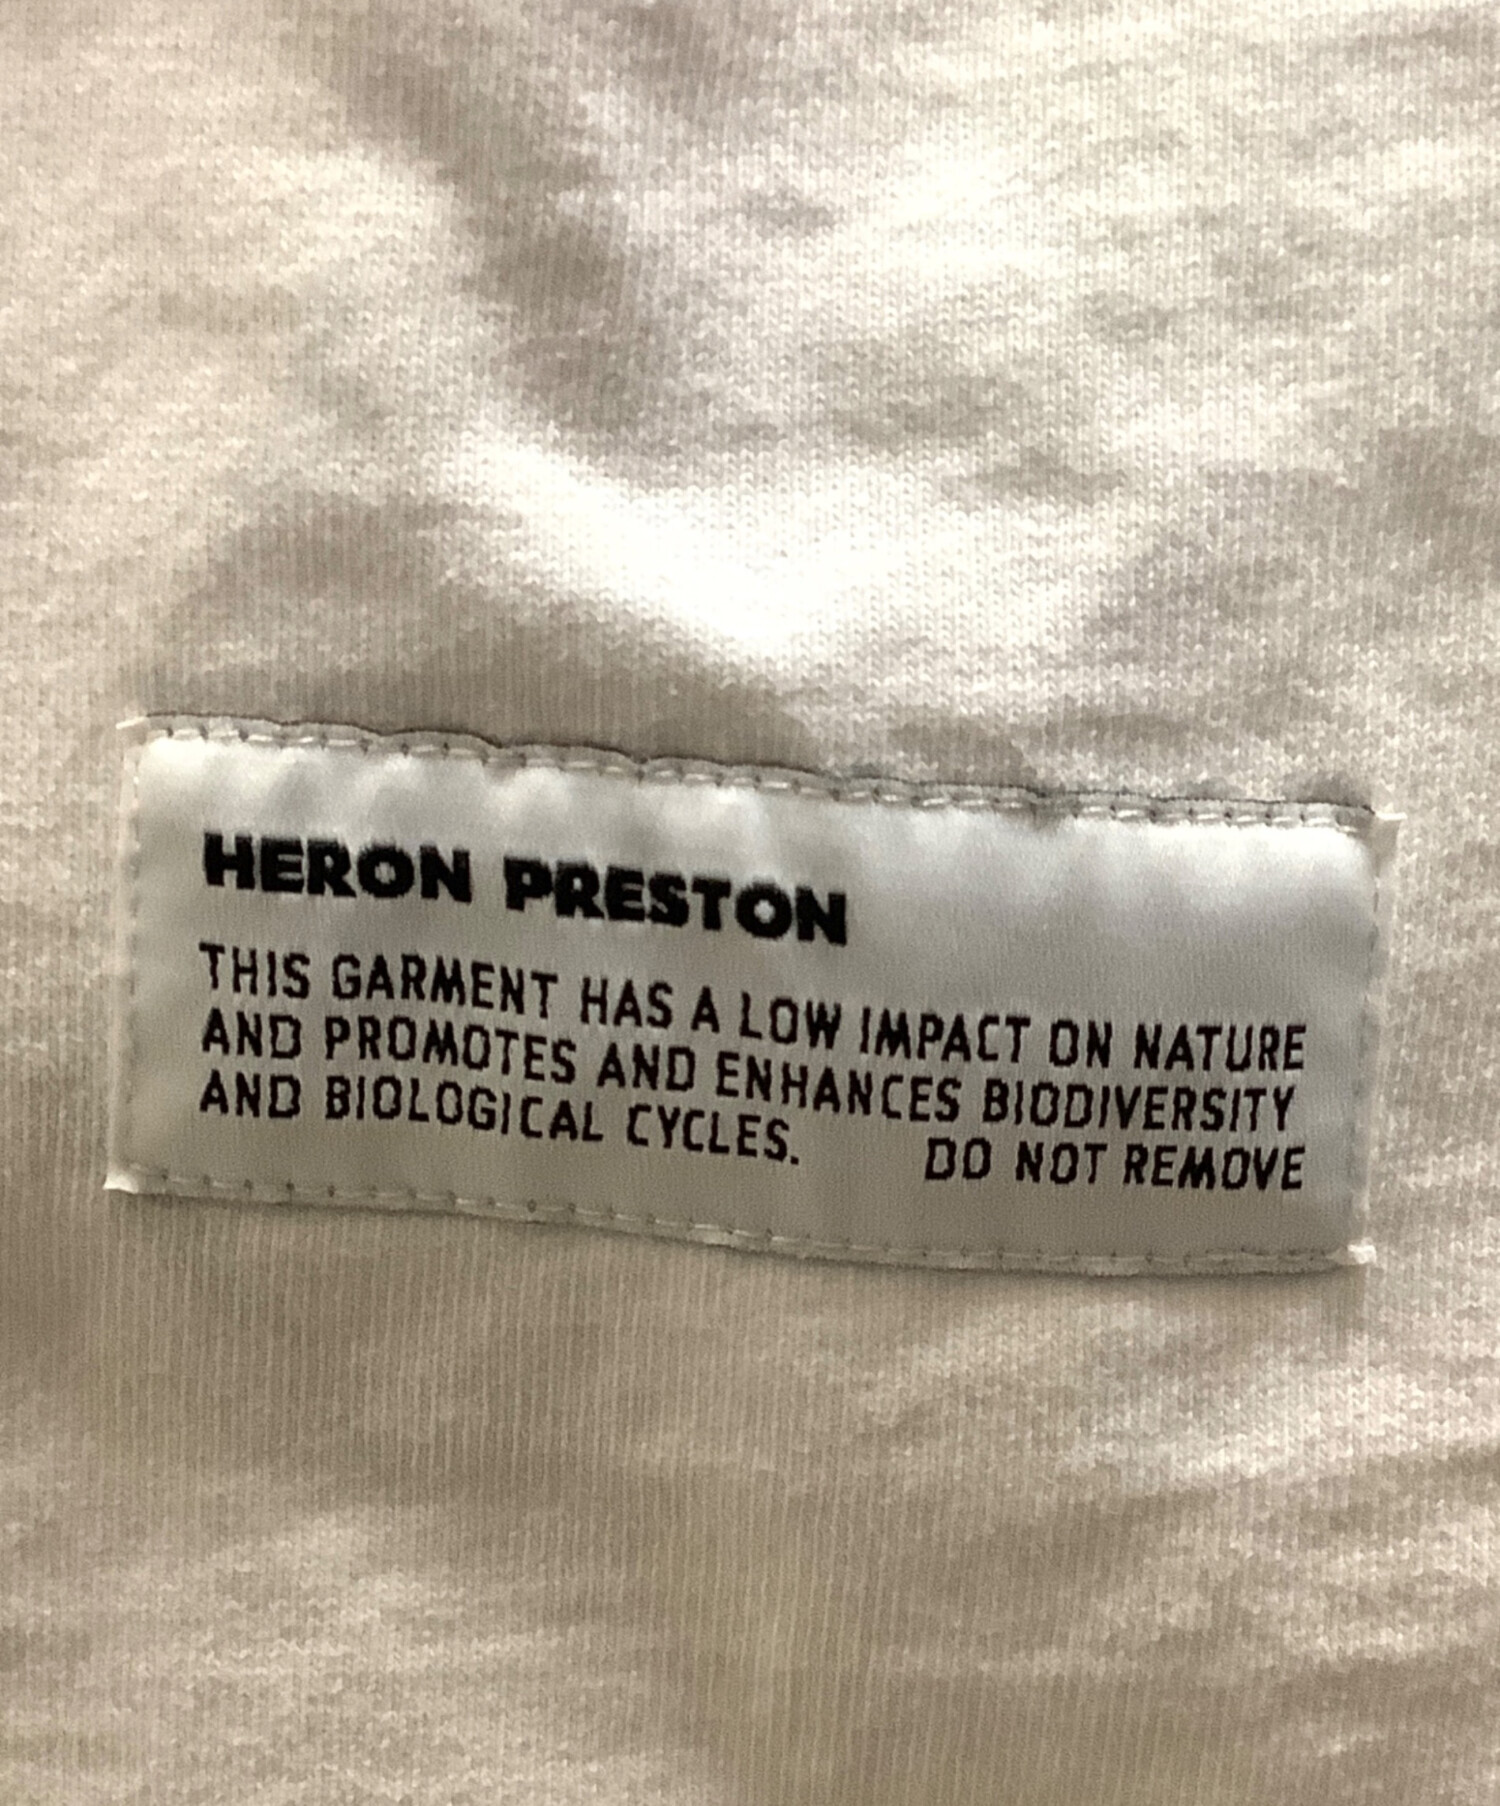 HERON PRESTON
THIS GARMENT HAS A LOW IMPACT ON NATURE
AND PROMOTES AND ENHANCES BIODIVERSITY
AND BIOLOGICAL CYCLES. DO NOT REMOVE